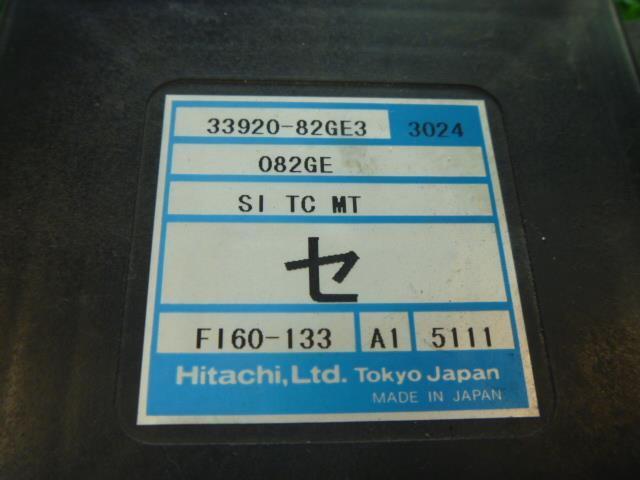 33920-82GE3 3024
082GE
SI TC MT
セ
FI60-133 A1 5111
Hitachi, Ltd. Tokyo Japan
MADE IN JAPAN